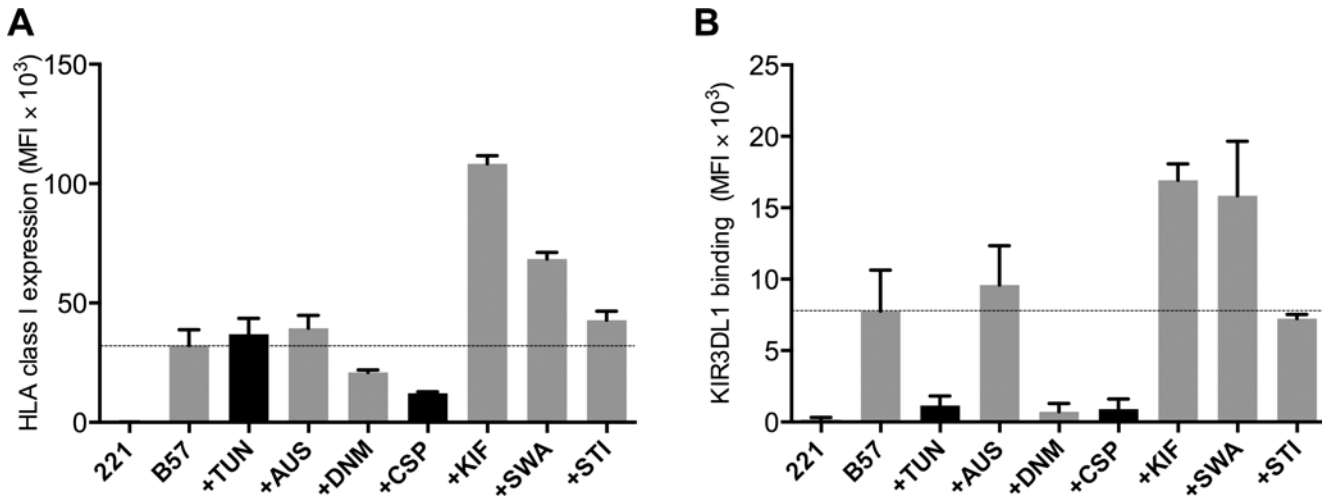 A
HLA class I expression (MFI × 10³)
150
100
50
0
221
B57
+TUN
+AUS
+DNM
+CSP
+KIF
+SWA
+STI
B
KIR3DL1 binding (MFI × 10³)
25
20
15
10
5
0
221
B57
+TUN
+AUS
+DNM
+CSP
+KIF
+SWA
+STI